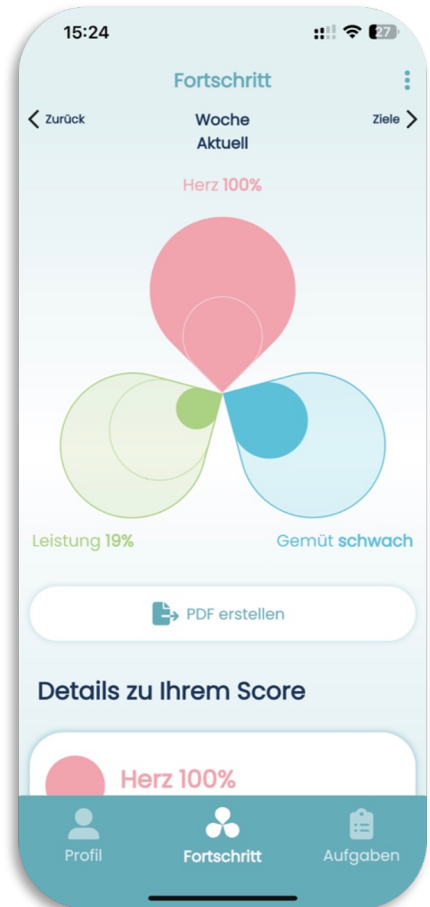 15:24
27
Fortschritt
Zurück
Woche
Aktuell
Ziele
Herz 100%
Leistung 19%
Gemüt schwach
PDF erstellen
Details zu Ihrem Score
Herz 100%
Profil
Fortschritt
Aufgaben